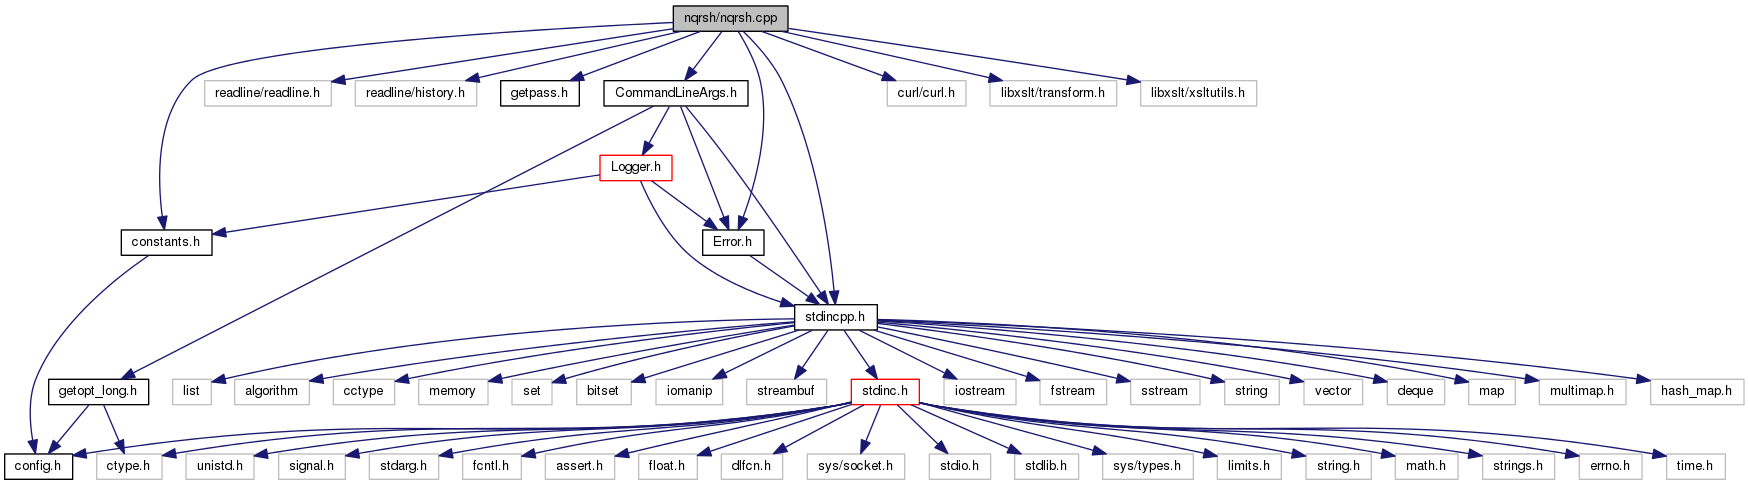 nqrsh/nqrsh.cpp
readline/readline.h
readline/history.h
getpass.h
CommandLineArgs.h
curl/curl.h
libxslt/transform.h
libxslt/xsltutils.h
Logger.h
constants.h
Error.h
stdincpp.h
getopt_long.h
list
algorithm
cctype
memory
set
bitset
iomanip
streambuf
stdinc.h
iostream
fstream
sstream
string
vector
deque
map
multimap.h
hash_map.h
config.h
ctype.h
unistd.h
signal.h
stdarg.h
fcntl.h
assert.h
float.h
dlfcn.h
sys/socket.h
stdio.h
stdlib.h
sys/types.h
limits.h
string.h
math.h
strings.h
errno.h
time.h